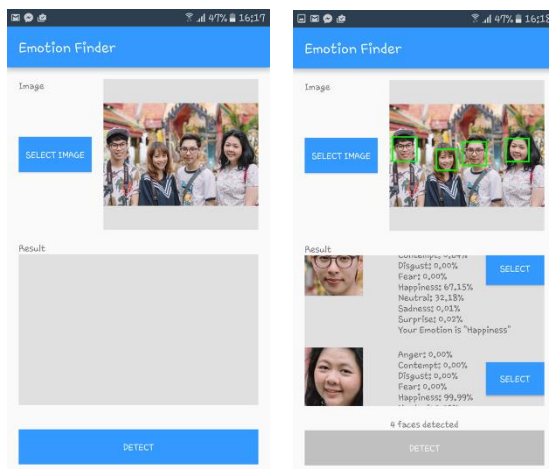 47% 16:17
Emotion Finder
Image
SELECT IMAGE
Result
DETECT
47% 16:18
Emotion Finder
Image
SELECT IMAGE
Result
Disgust: 0,00%
Fear: 0,00%
Happiness: 67,15%
Neutral: 32,18%
Sadness: 0,01%
Surprise: 0,02%
Your Emotion is "Happiness"
SELECT
Anger: 0,00%
Contempt: 0,00%
Disgust: 0,00%
Fear: 0,00%
Happiness: 99,99%
SELECT
4 faces detected
DETECT